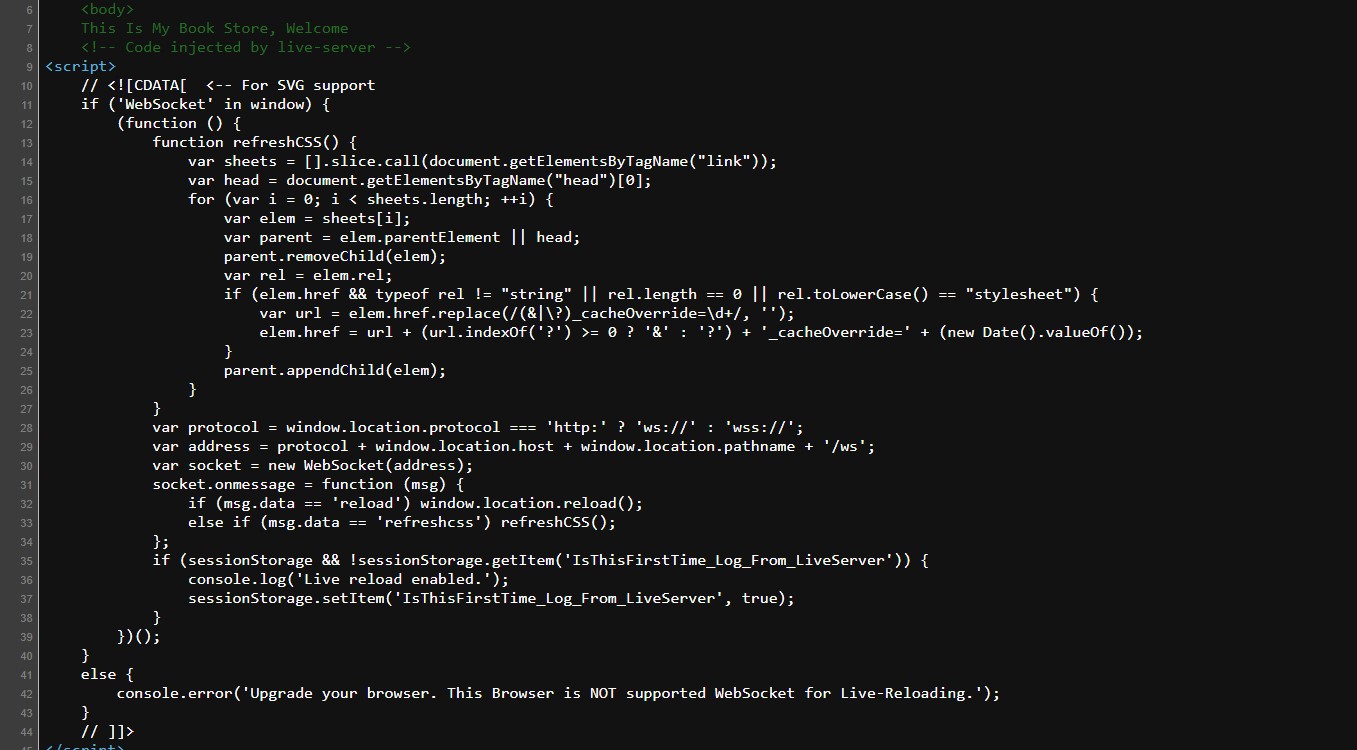 6 <body>
7 This Is My Book Store, Welcome
8 <!-- Code injected by live-server -->
9 <script>
10 // <![CDATA[  <-- For SVG support
11 if ('WebSocket' in window) {
12 (function () {
13 function refreshCSS() {
14 var sheets = [].slice.call(document.getElementsByTagName("link"));
15 var head = document.getElementsByTagName("head")[0];
16 for (var i = 0; i < sheets.length; ++i) {
17 var elem = sheets[i];
18 var parent = elem.parentElement || head;
19 parent.removeChild(elem);
20 var rel = elem.rel;
21 if (elem.href && typeof rel != "string" || rel.length == 0 || rel.toLowerCase() == "stylesheet") {
22 var url = elem.href.replace(/(&|\?)_cacheOverride=\d+/, '');
23 elem.href = url + (url.indexOf('?') >= 0 ? '&' : '?') + '_cacheOverride=' + (new Date().valueOf());
24 }
25 parent.appendChild(elem);
26 }
27 }
28 var protocol = window.location.protocol === 'http:' ? 'ws://' : 'wss://';
29 var address = protocol + window.location.host + window.location.pathname + '/ws';
30 var socket = new WebSocket(address);
31 socket.onmessage = function (msg) {
32 if (msg.data == 'reload') window.location.reload();
33 else if (msg.data == 'refreshcss') refreshCSS();
34 };
35 if (sessionStorage && !sessionStorage.getItem('IsThisFirstTime_Log_From_LiveServer')) {
36 console.log('Live reload enabled.');
37 sessionStorage.setItem('IsThisFirstTime_Log_From_LiveServer', true);
38 }
39 })();
40 }
41 else {
42 console.error('Upgrade your browser. This Browser is NOT supported WebSocket for Live-Reloading.');
43 }
44 // ]]>
45 </script>